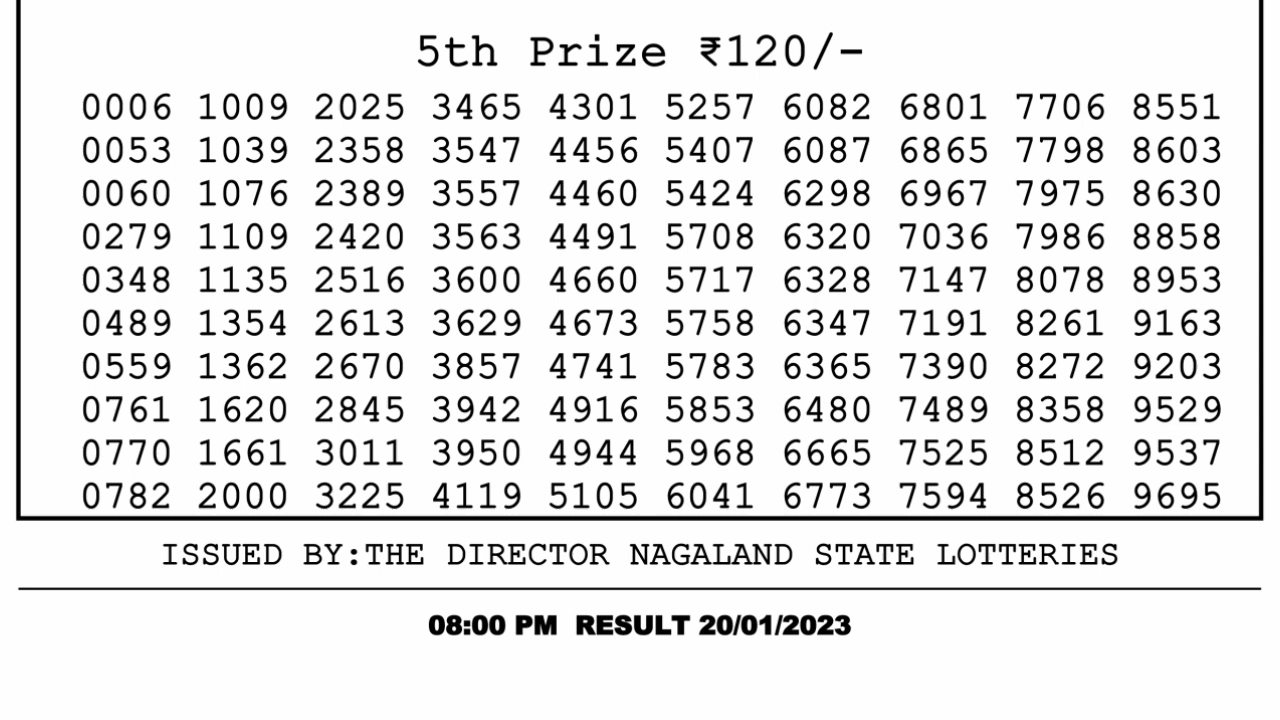 5th Prize ₹120/-
0006 1009 2025 3465 4301 5257 6082 6801 7706 8551
0053 1039 2358 3547 4456 5407 6087 6865 7798 8603
0060 1076 2389 3557 4460 5424 6298 6967 7975 8630
0279 1109 2420 3563 4491 5708 6320 7036 7986 8858
0348 1135 2516 3600 4660 5717 6328 7147 8078 8953
0489 1354 2613 3629 4673 5758 6347 7191 8261 9163
0559 1362 2670 3857 4741 5783 6365 7390 8272 9203
0761 1620 2845 3942 4916 5853 6480 7489 8358 9529
0770 1661 3011 3950 4944 5968 6665 7525 8512 9537
0782 2000 3225 4119 5105 6041 6773 7594 8526 9695
ISSUED BY:THE DIRECTOR NAGALAND STATE LOTTERIES
08:00 PM RESULT 20/01/2023